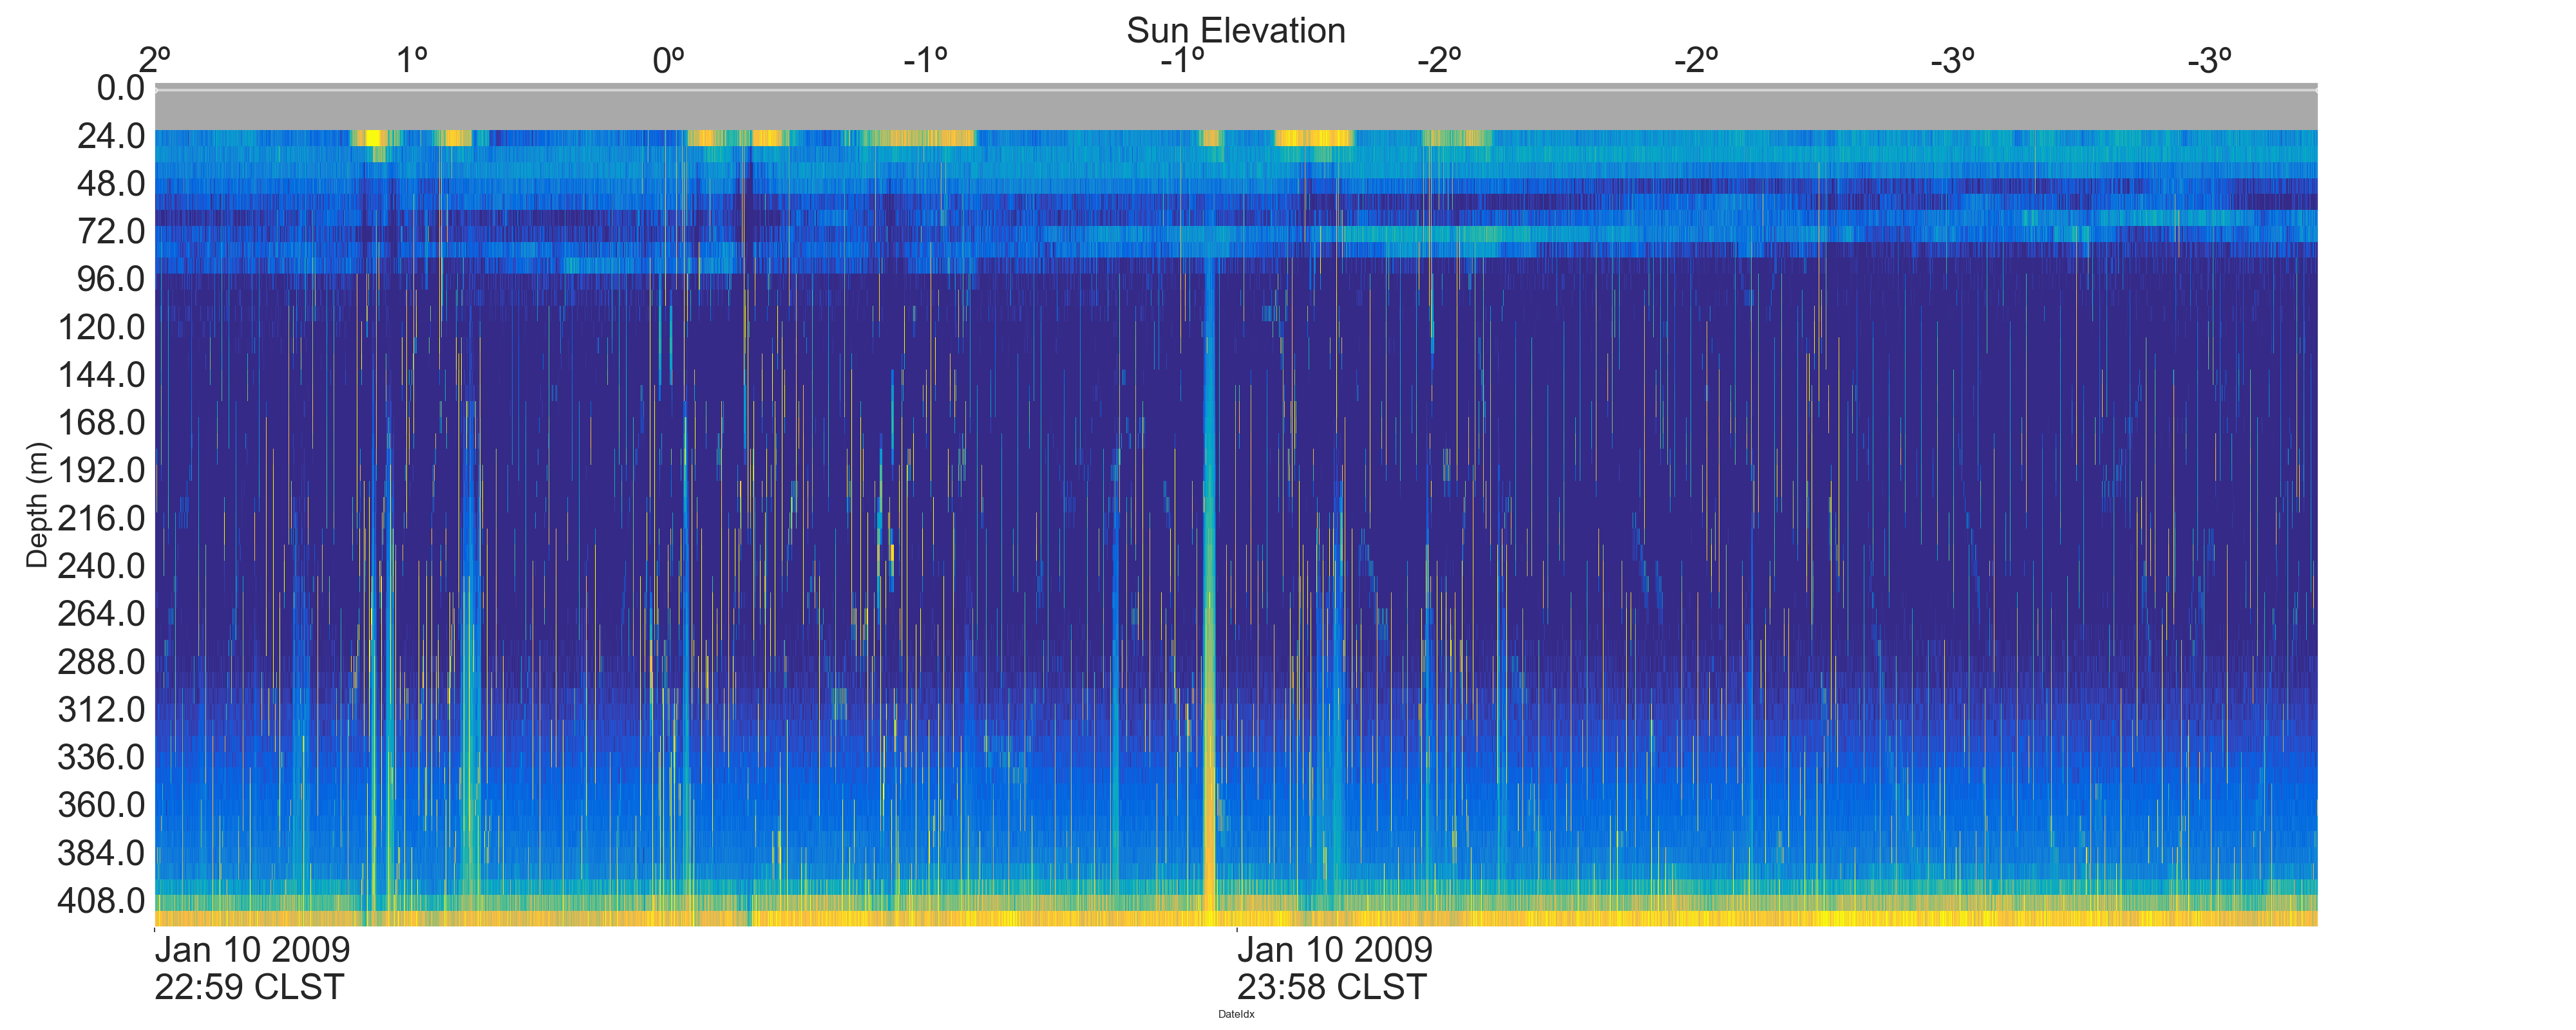 Sun Elevation
2º 1º 0º -1º -1º -2º -2º -3º -3º
0.0
24.0
48.0
72.0
96.0
120.0
144.0
168.0
192.0
216.0
240.0
264.0
288.0
312.0
336.0
360.0
384.0
408.0
Depth (m)
Jan 10 2009
22:59 CLST
Jan 10 2009
23:58 CLST
DateIdx